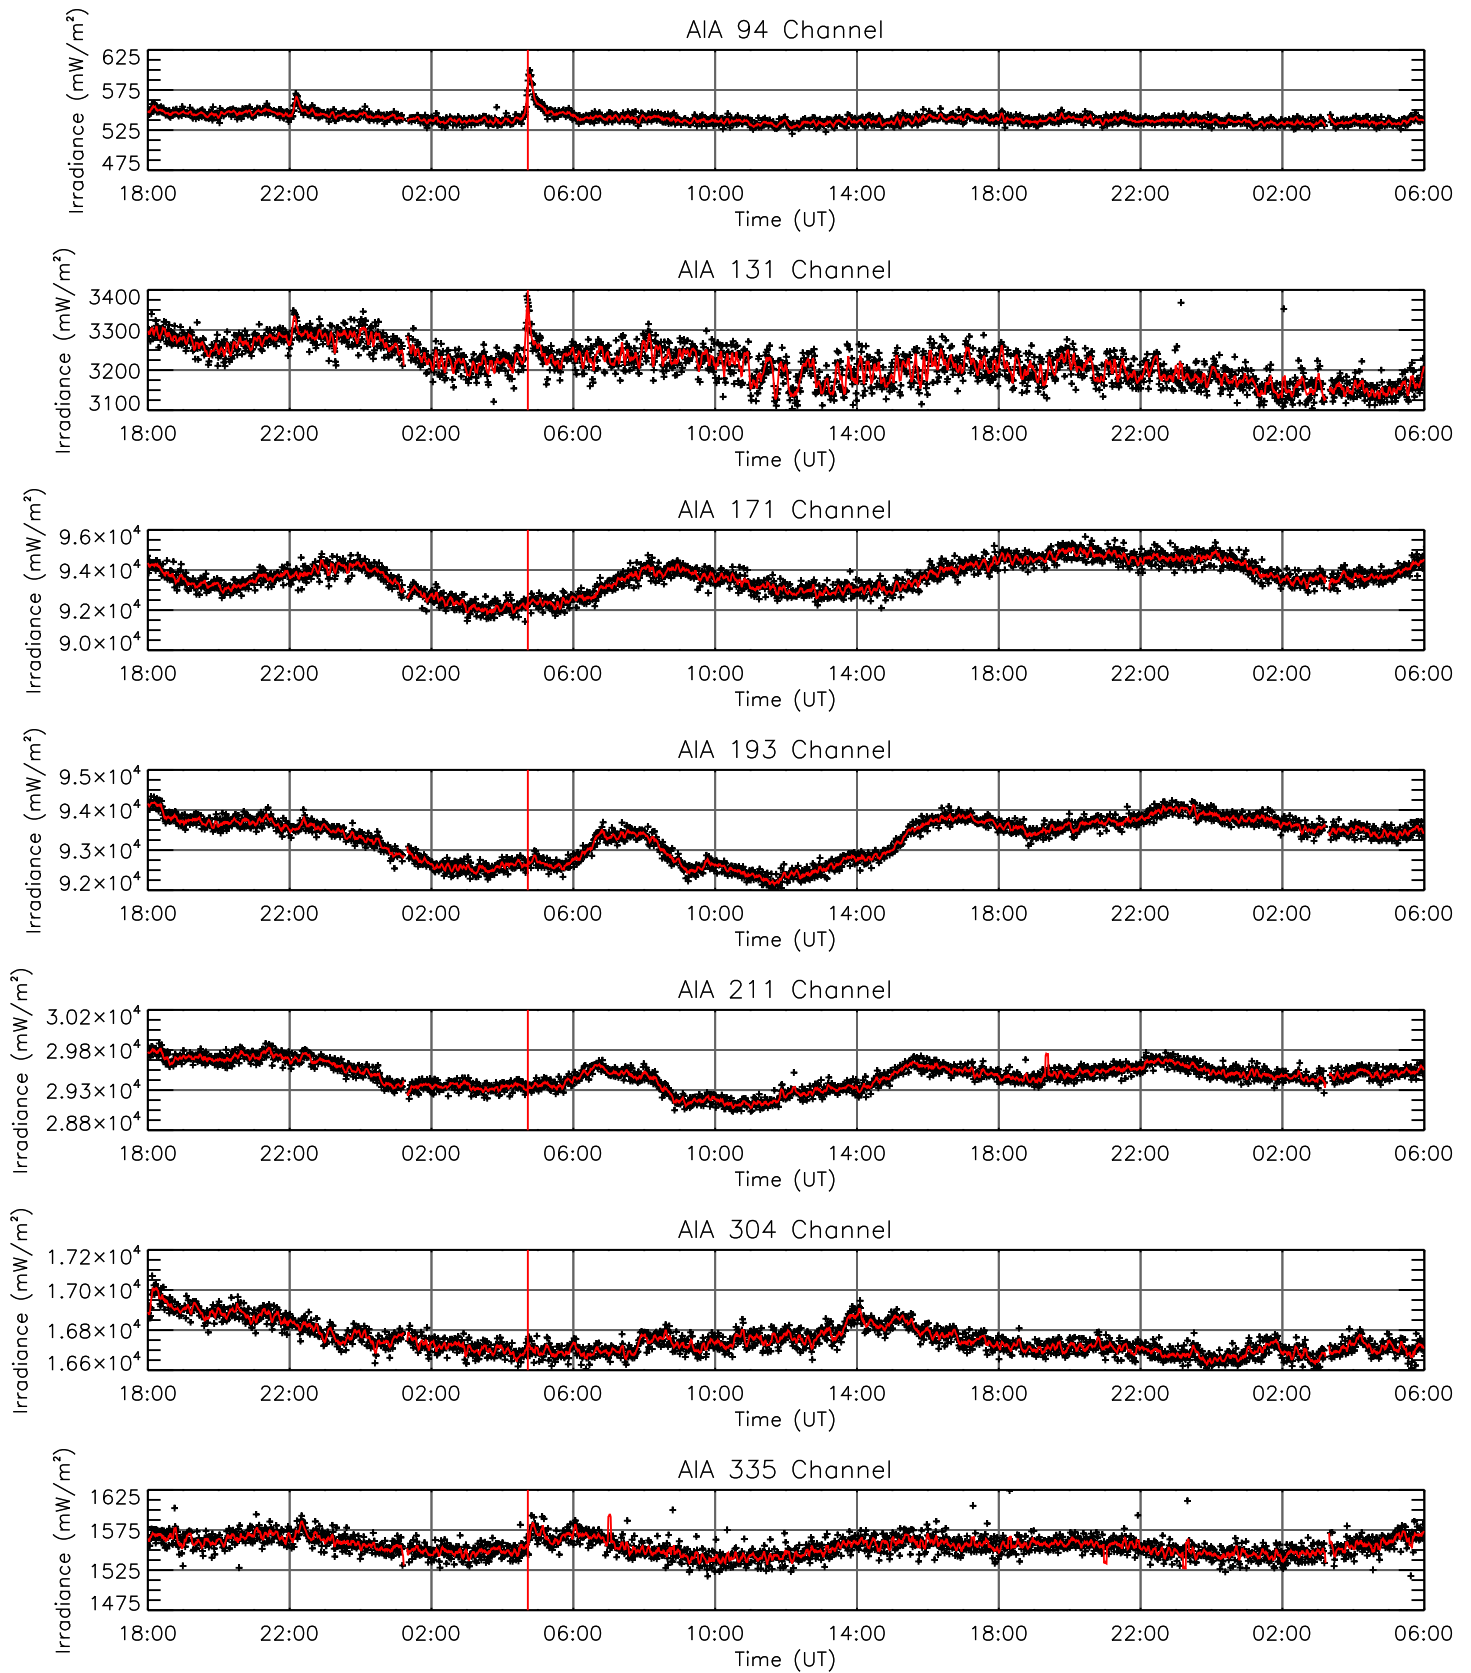 AIA 94 Channel
Irradiance (mW/m²)
625
575
525
475
18:00 22:00 02:00 06:00 10:00 14:00 18:00 22:00 02:00 06:00
Time (UT)
AIA 131 Channel
Irradiance (mW/m²)
3400
3300
3200
3100
18:00 22:00 02:00 06:00 10:00 14:00 18:00 22:00 02:00 06:00
Time (UT)
AIA 171 Channel
Irradiance (mW/m²)
9.6×10⁴
9.4×10⁴
9.2×10⁴
9.0×10⁴
18:00 22:00 02:00 06:00 10:00 14:00 18:00 22:00 02:00 06:00
Time (UT)
AIA 193 Channel
Irradiance (mW/m²)
9.5×10⁴
9.4×10⁴
9.3×10⁴
9.2×10⁴
18:00 22:00 02:00 06:00 10:00 14:00 18:00 22:00 02:00 06:00
Time (UT)
AIA 211 Channel
Irradiance (mW/m²)
3.02×10⁴
2.98×10⁴
2.93×10⁴
2.88×10⁴
18:00 22:00 02:00 06:00 10:00 14:00 18:00 22:00 02:00 06:00
Time (UT)
AIA 304 Channel
Irradiance (mW/m²)
1.72×10⁴
1.70×10⁴
1.68×10⁴
1.66×10⁴
18:00 22:00 02:00 06:00 10:00 14:00 18:00 22:00 02:00 06:00
Time (UT)
AIA 335 Channel
Irradiance (mW/m²)
1625
1575
1525
1475
18:00 22:00 02:00 06:00 10:00 14:00 18:00 22:00 02:00 06:00
Time (UT)